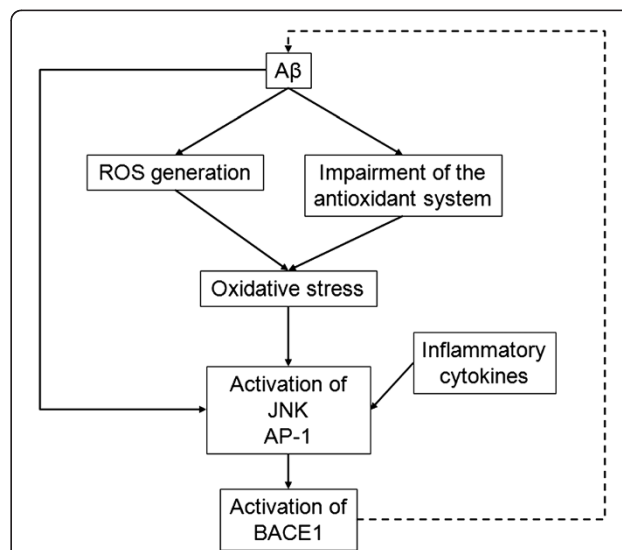 Aβ
ROS generation
Impairment of the
antioxidant system
Oxidative stress
Inflammatory
cytokines
Activation of
JNK
AP-1
Activation of
BACE1